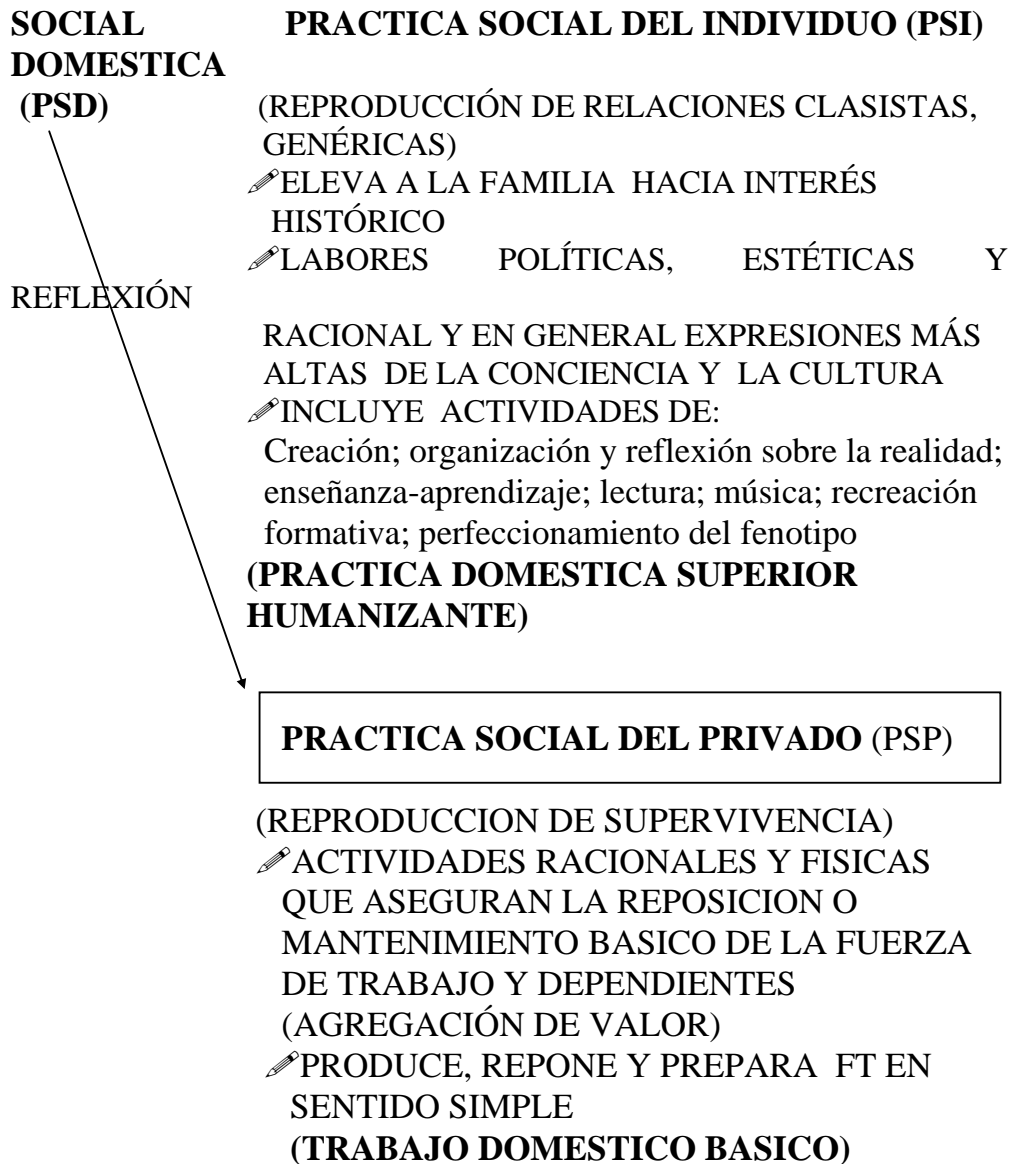 SOCIAL PRACTICA SOCIAL DEL INDIVIDUO (PSI)
DOMESTICA
(PSD) (REPRODUCCIÓN DE RELACIONES CLASISTAS,
GENÉRICAS)
✐ELEVA A LA FAMILIA HACIA INTERÉS
HISTÓRICO
✐LABORES POLÍTICAS, ESTÉTICAS Y
REFLEXIÓN
RACIONAL Y EN GENERAL EXPRESIONES MÁS
ALTAS DE LA CONCIENCIA Y LA CULTURA
✐INCLUYE ACTIVIDADES DE:
Creación; organización y reflexión sobre la realidad;
enseñanza-aprendizaje; lectura; música; recreación
formativa; perfeccionamiento del fenotipo
(PRACTICA DOMESTICA SUPERIOR
HUMANIZANTE)
PRACTICA SOCIAL DEL PRIVADO (PSP)
(REPRODUCCION DE SUPERVIVENCIA)
✐ACTIVIDADES RACIONALES Y FISICAS
QUE ASEGURAN LA REPOSICION O
MANTENIMIENTO BASICO DE LA FUERZA
DE TRABAJO Y DEPENDIENTES
(AGREGACIÓN DE VALOR)
✐PRODUCE, REPONE Y PREPARA FT EN
SENTIDO SIMPLE
(TRABAJO DOMESTICO BASICO)